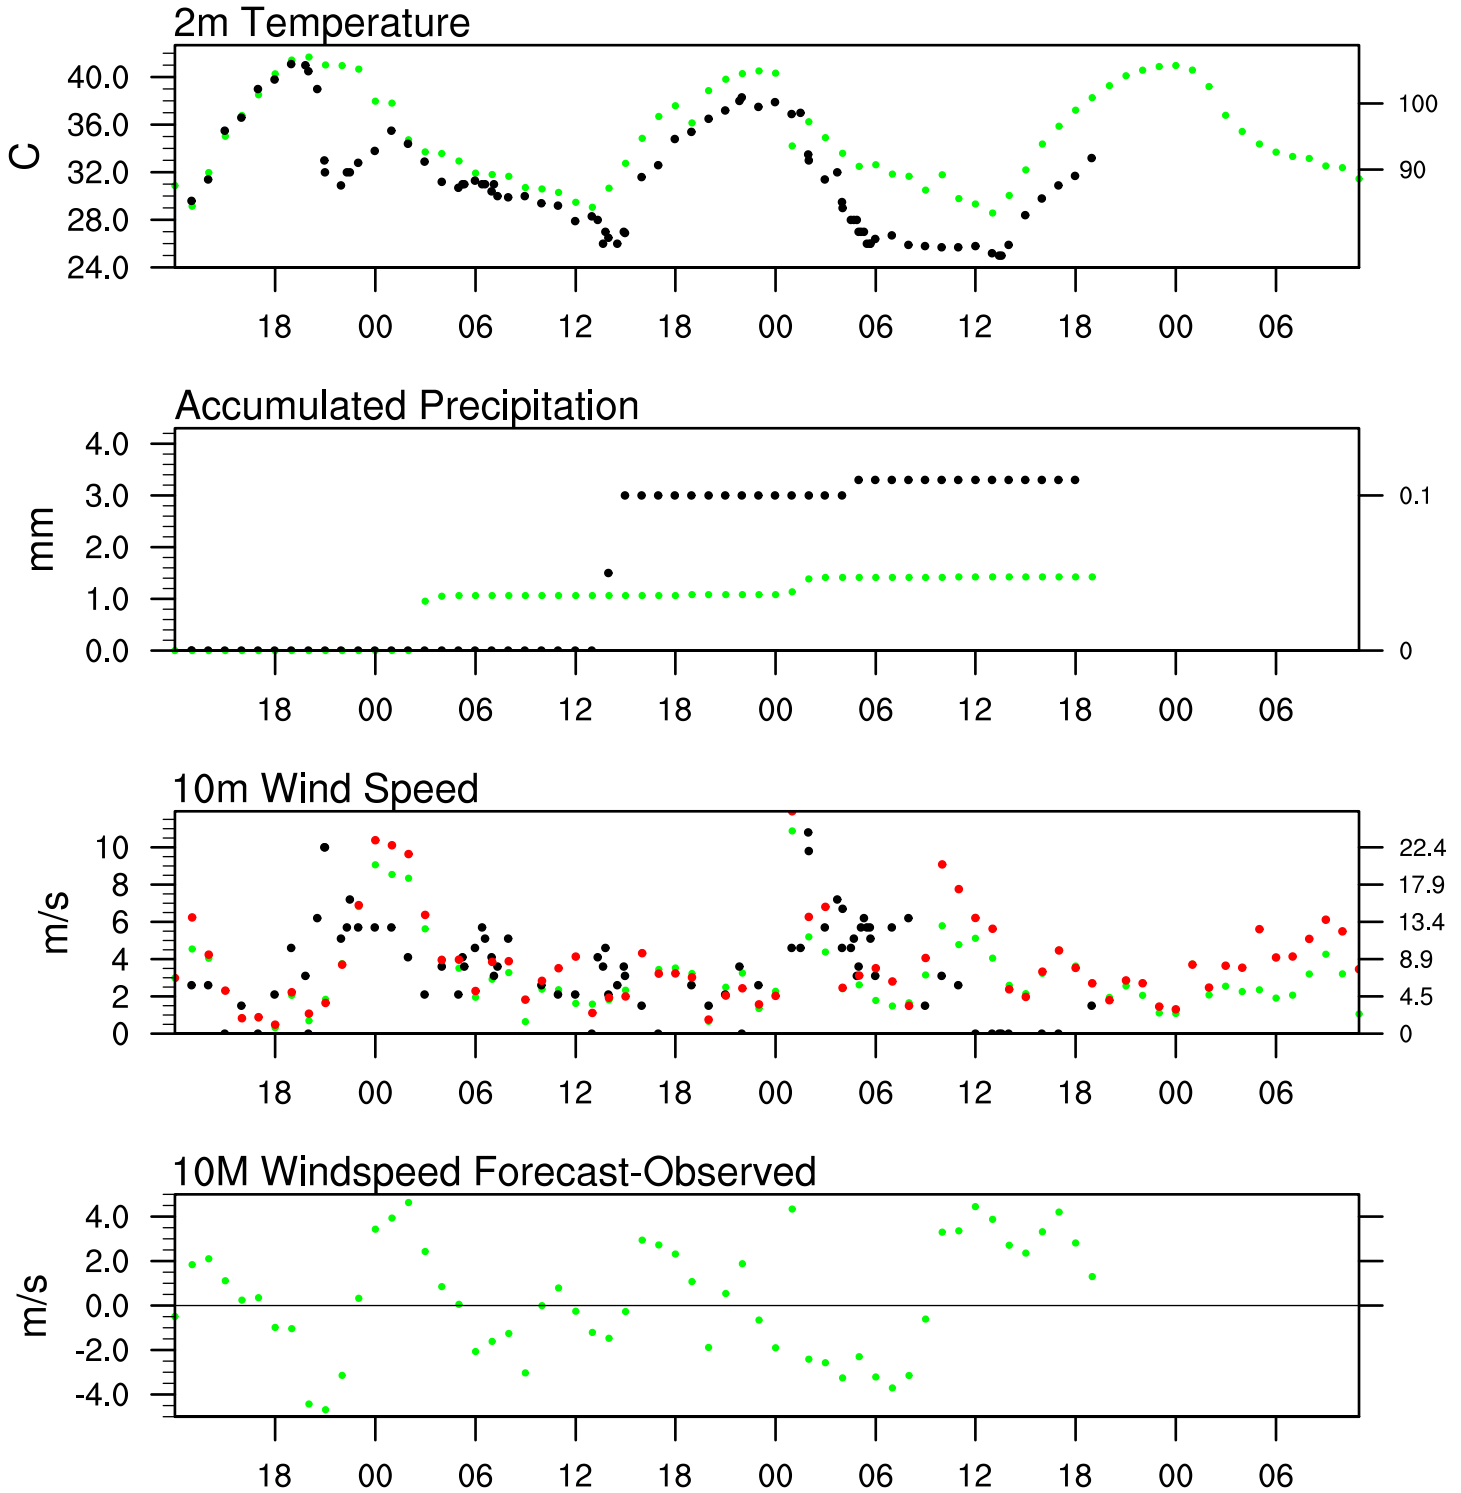 2m Temperature
40.0
36.0
32.0
28.0
24.0
C
100
90
18 00 06 12 18 00 06 12 18 00 06
Accumulated Precipitation
4.0
3.0
2.0
1.0
0.0
mm
0.1
0
18 00 06 12 18 00 06 12 18 00 06
10m Wind Speed
10
8
6
4
2
0
m/s
22.4
17.9
13.4
8.9
4.5
0
18 00 06 12 18 00 06 12 18 00 06
10M Windspeed Forecast-Observed
4.0
2.0
0.0
-2.0
-4.0
m/s
18 00 06 12 18 00 06 12 18 00 06